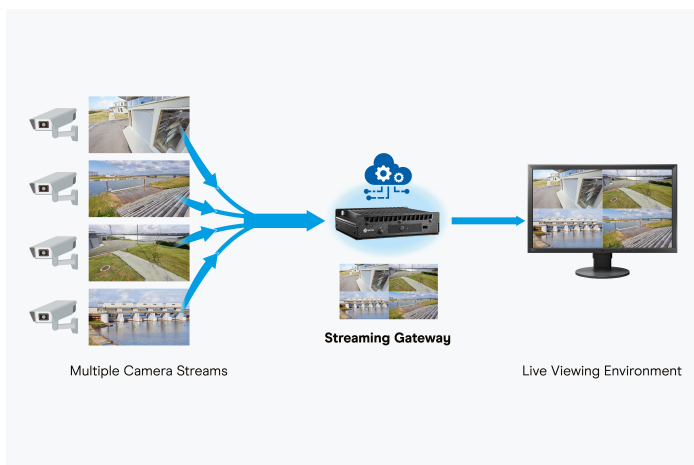 Streaming Gateway
Multiple Camera Streams
Live Viewing Environment